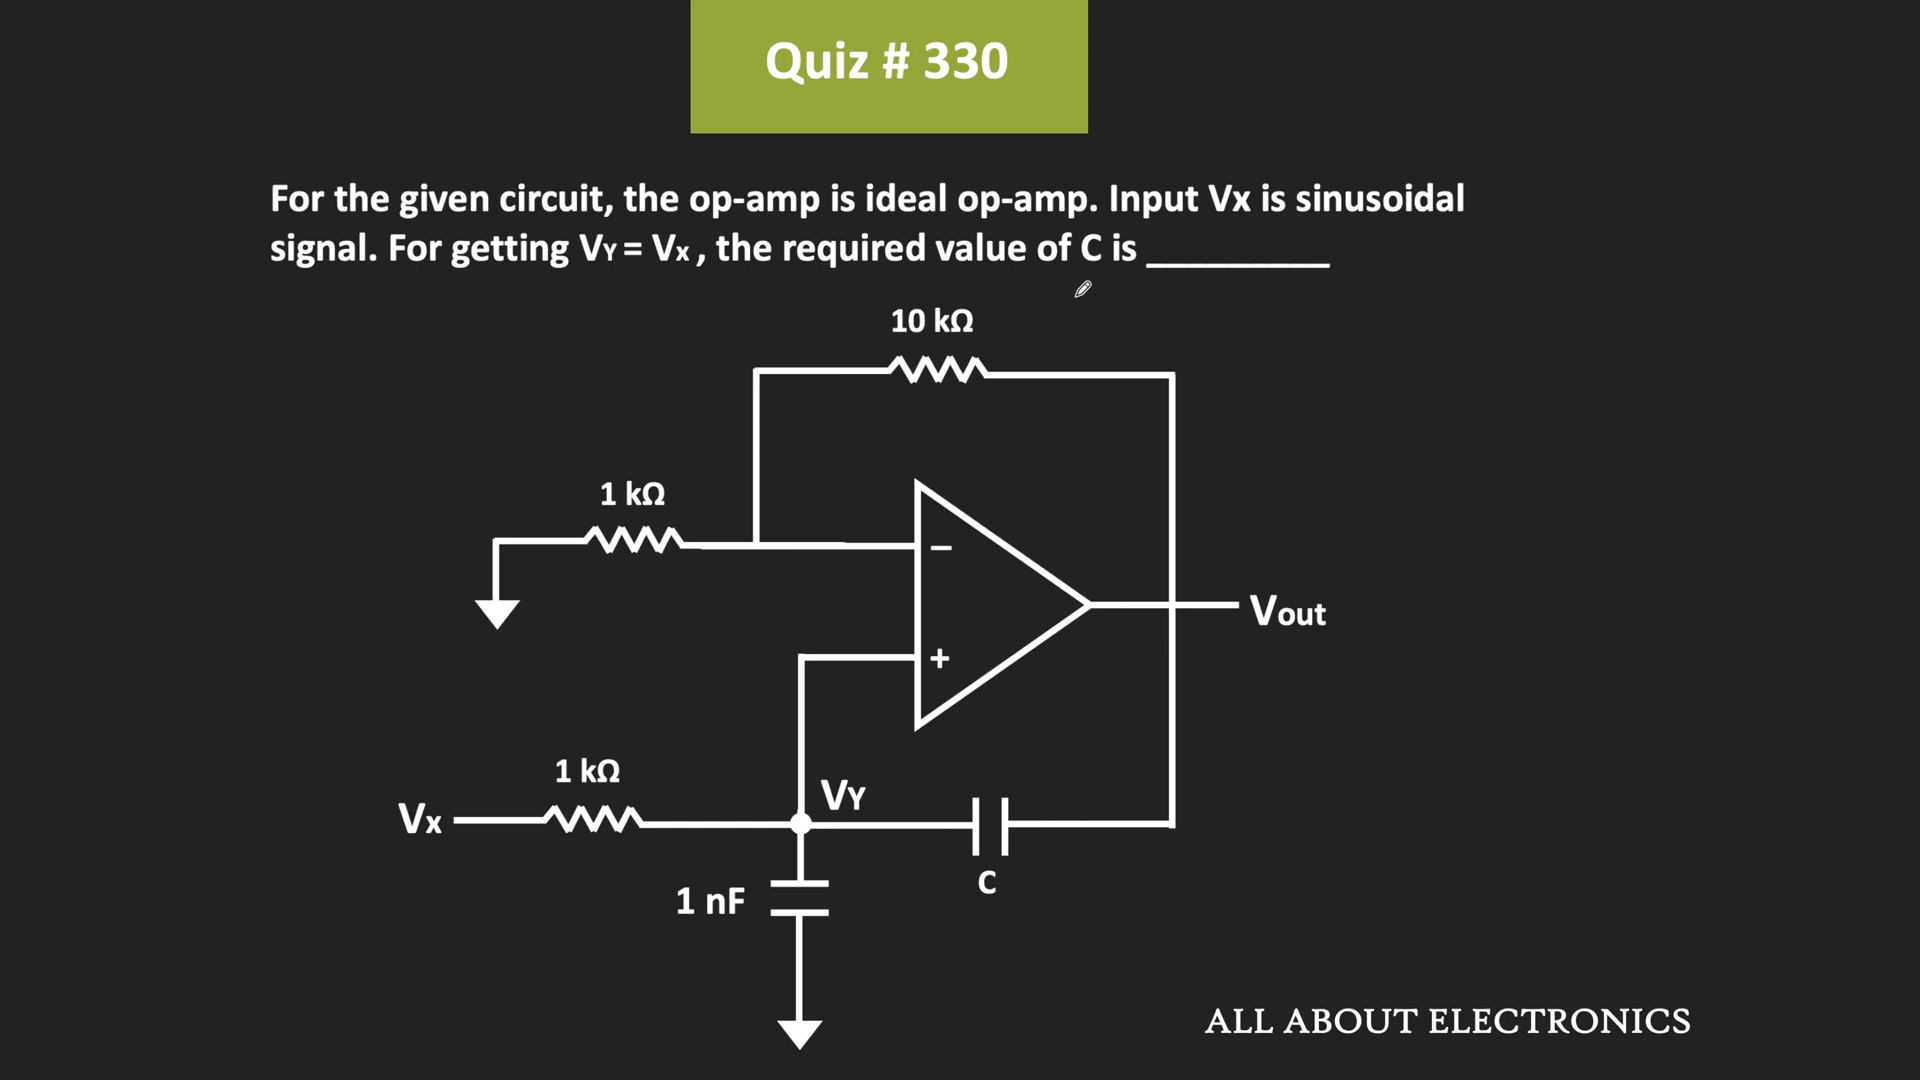 Quiz # 330
For the given circuit, the op-amp is ideal op-amp. Input Vx is sinusoidal
signal. For getting VY = Vx , the required value of C is __________
10 kΩ
1 kΩ
−
Vout
+
1 kΩ
VY
Vx
C
1 nF
ALL ABOUT ELECTRONICS